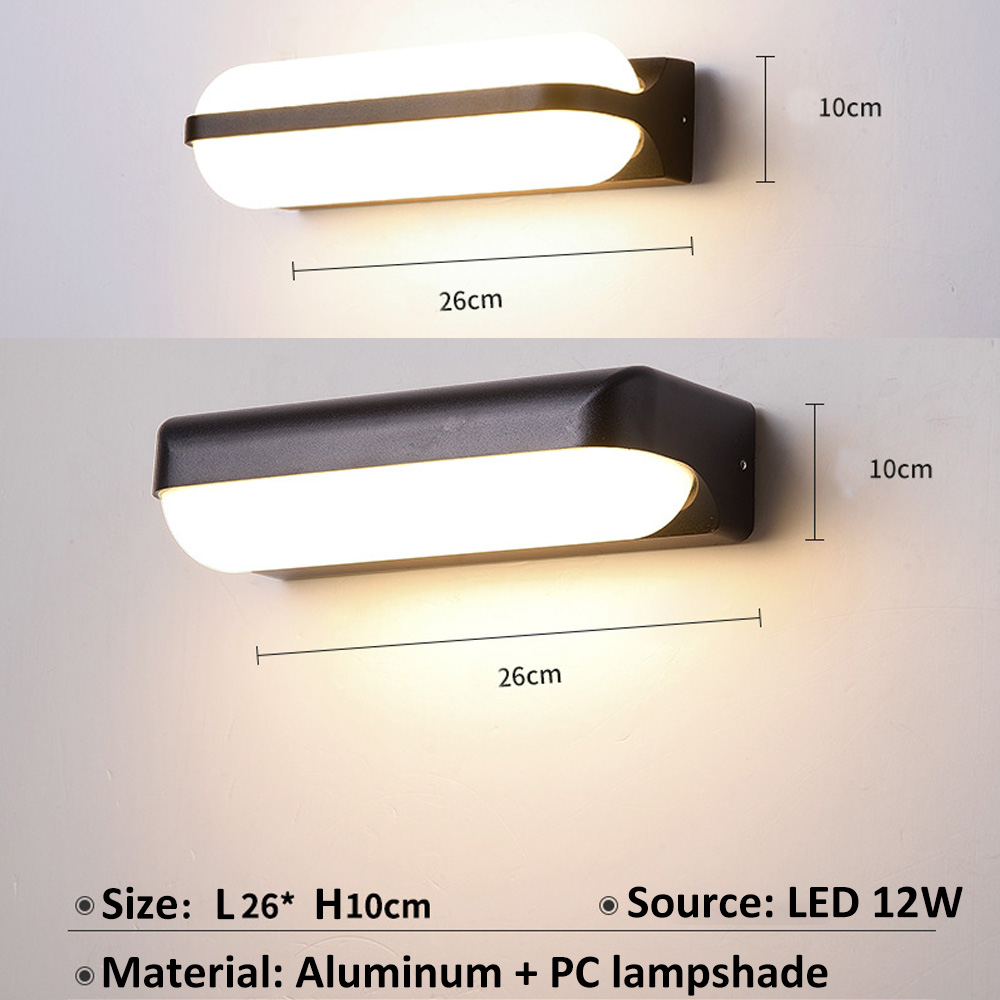 10cm
26cm
10cm
26cm
Size: L26* H10cm
Source: LED 12W
Material: Aluminum + PC lampshade